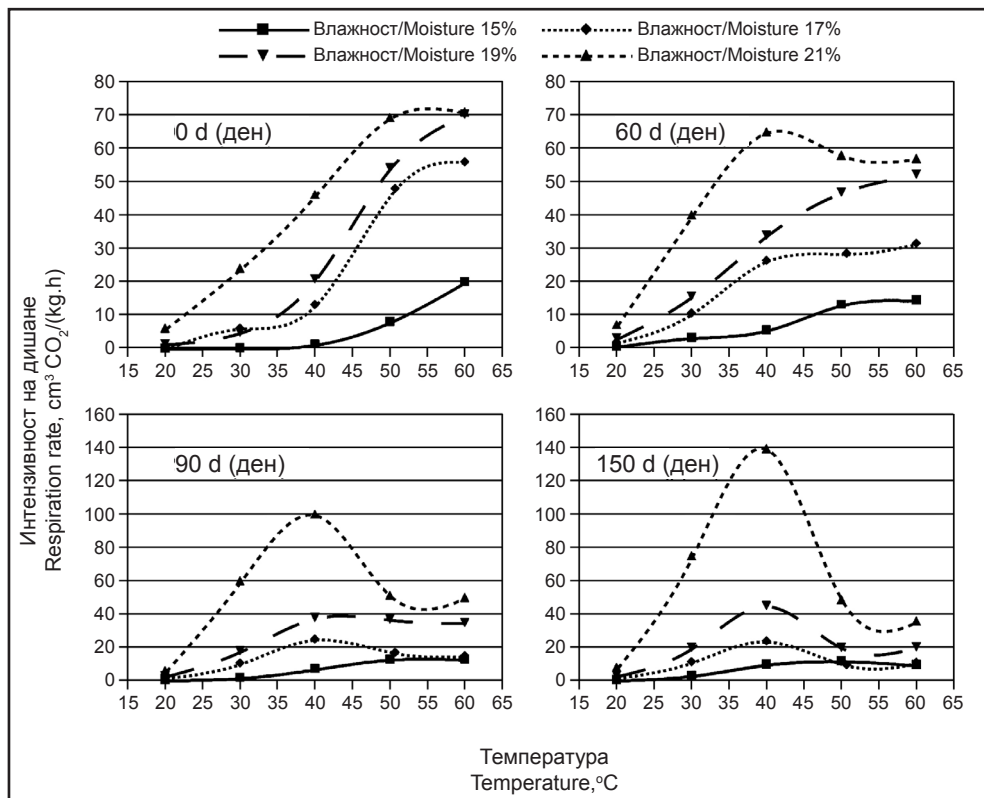 Влажност/Moisture 15%
Влажност/Moisture 17%
Влажност/Moisture 19%
Влажност/Moisture 21%
Интензивност на дишане
Respiration rate, cm³ CO₂/(kg.h)
80
70
60
50
40
30
20
10
0
0 d (ден)
15 20 25 30 35 40 45 50 55 60 65
80
70
60
50
40
30
20
10
0
60 d (ден)
15 20 25 30 35 40 45 50 55 60 65
160
140
120
100
80
60
40
20
0
90 d (ден)
15 20 25 30 35 40 45 50 55 60 65
160
140
120
100
80
60
40
20
0
150 d (ден)
15 20 25 30 35 40 45 50 55 60 65
Температура
Temperature,°C